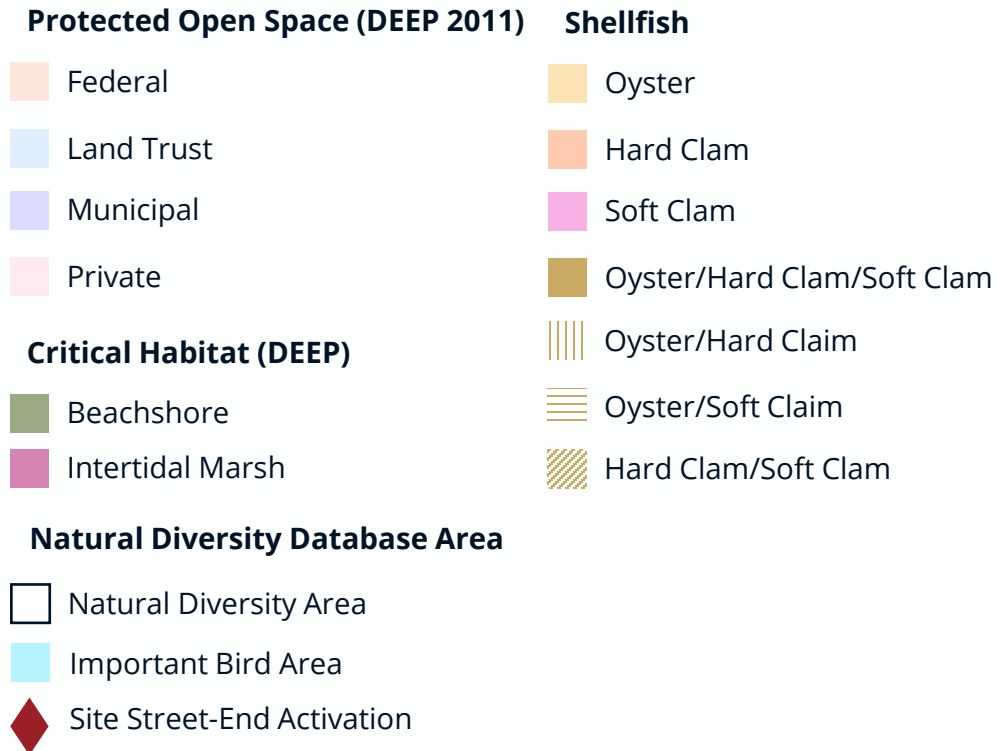 Protected Open Space (DEEP 2011)
Federal
Land Trust
Municipal
Private
Critical Habitat (DEEP)
Beachshore
Intertidal Marsh
Natural Diversity Database Area
Natural Diversity Area
Important Bird Area
Site Street-End Activation
Shellfish
Oyster
Hard Clam
Soft Clam
Oyster/Hard Clam/Soft Clam
Oyster/Hard Claim
Oyster/Soft Claim
Hard Clam/Soft Clam